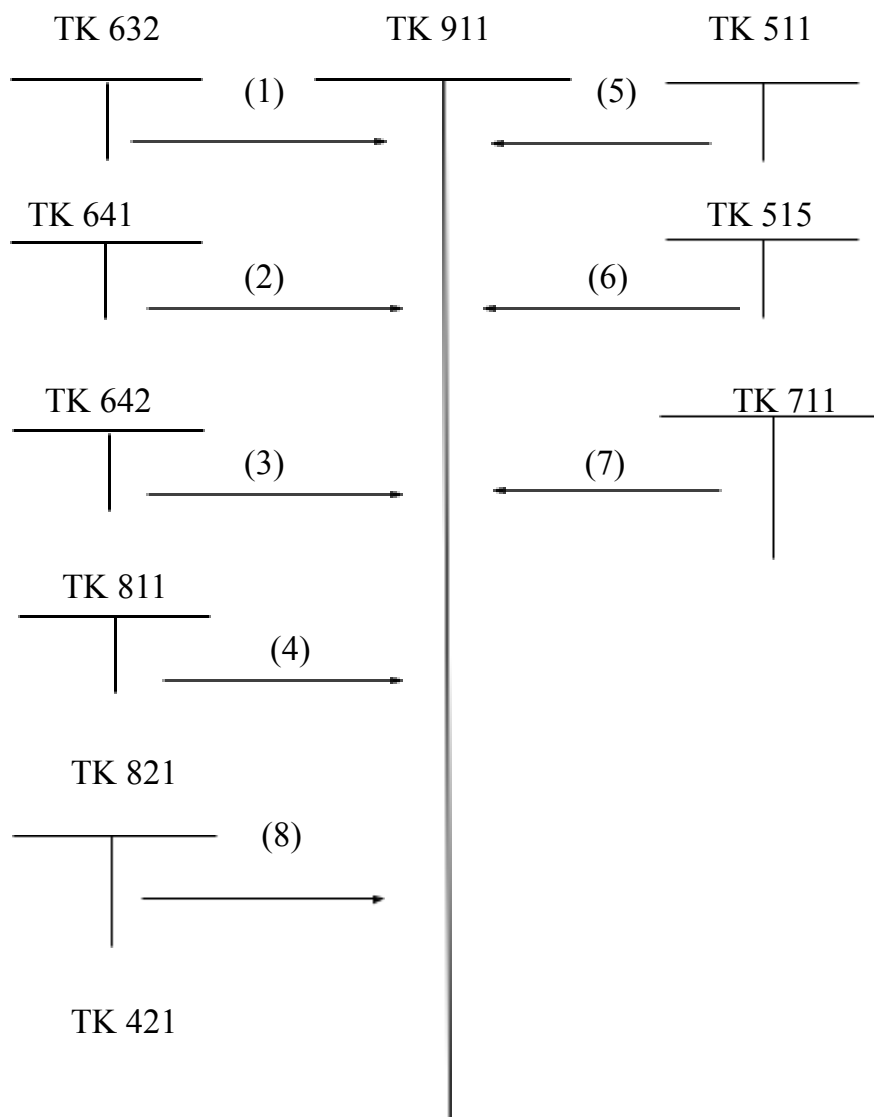 TK 632 TK 911 TK 511
(1) (5)
TK 641 TK 515
(2) (6)
TK 642 TK 711
(3) (7)
TK 811
(4)
TK 821
(8)
TK 421